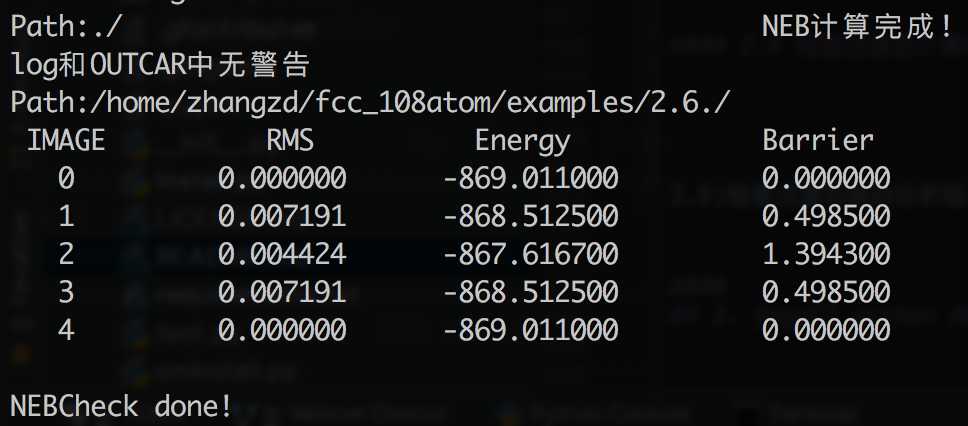 Path:./ NEB计算完成！
log和OUTCAR中无警告
Path:/home/zhangzd/fcc_108atom/examples/2.6./
IMAGE RMS Energy Barrier
0 0.000000 -869.011000 0.000000
1 0.007191 -868.512500 0.498500
2 0.004424 -867.616700 1.394300
3 0.007191 -868.512500 0.498500
4 0.000000 -869.011000 0.000000
NEBCheck done!